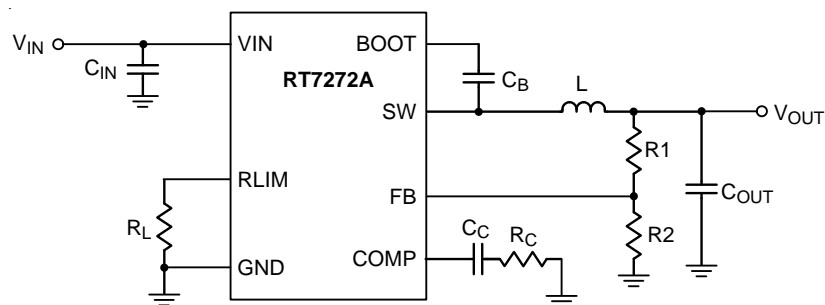 VIN
CIN
VIN
BOOT
RT7272A
CB
SW
L
VOUT
R1
RLIM
FB
COUT
RL
R2
CC
RC
GND
COMP